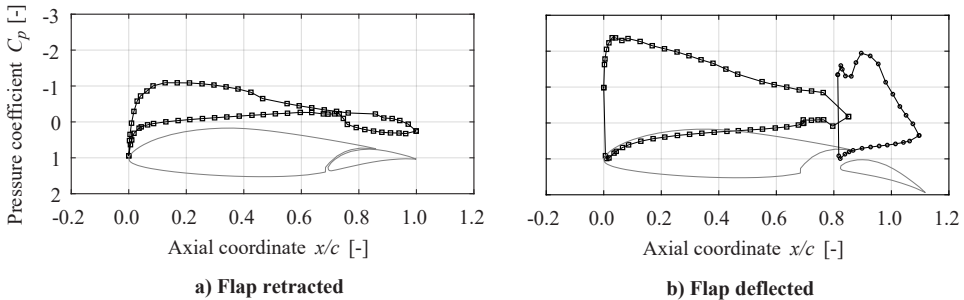 Pressure coefficient C_p [-]
-3
-2
-1
0
1
2
-0.2 0.0 0.2 0.4 0.6 0.8 1.0 1.2
Axial coordinate x/c [-]
a) Flap retracted
-0.2 0.0 0.2 0.4 0.6 0.8 1.0 1.2
Axial coordinate x/c [-]
b) Flap deflected